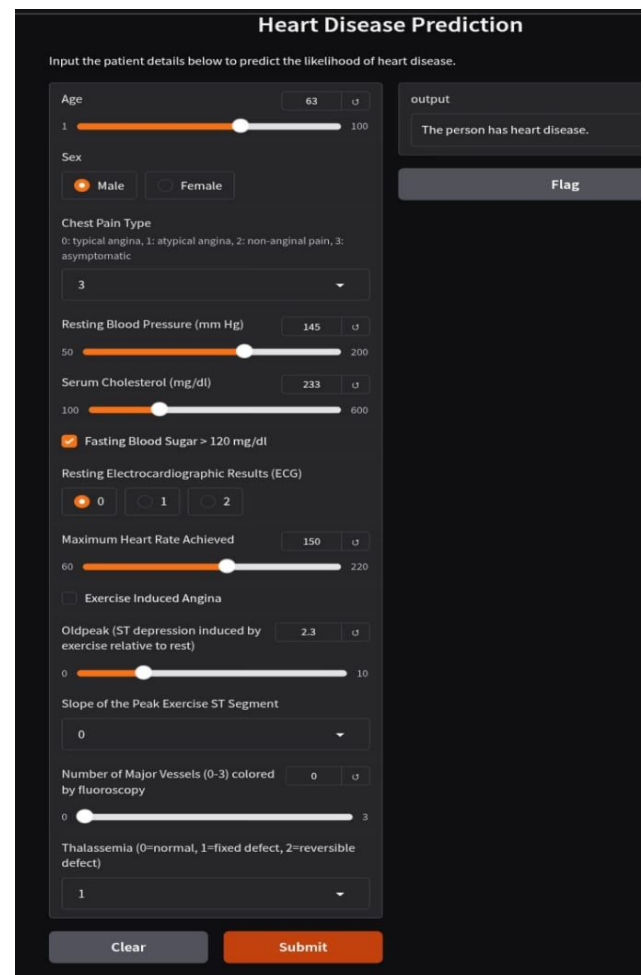 Heart Disease Prediction
Input the patient details below to predict the likelihood of heart disease.
Age
63
1
100
Sex
Male
Female
Chest Pain Type
0: typical angina, 1: atypical angina, 2: non-anginal pain, 3:
asymptomatic
3
Resting Blood Pressure (mm Hg)
145
50
200
Serum Cholesterol (mg/dl)
233
100
600
Fasting Blood Sugar > 120 mg/dl
Resting Electrocardiographic Results (ECG)
0
1
2
Maximum Heart Rate Achieved
150
60
220
Exercise Induced Angina
Oldpeak (ST depression induced by
exercise relative to rest)
2.3
0
10
Slope of the Peak Exercise ST Segment
0
Number of Major Vessels (0-3) colored
by fluoroscopy
0
0
3
Thalassemia (0=normal, 1=fixed defect, 2=reversible
defect)
1
Clear
Submit
output
The person has heart disease.
Flag